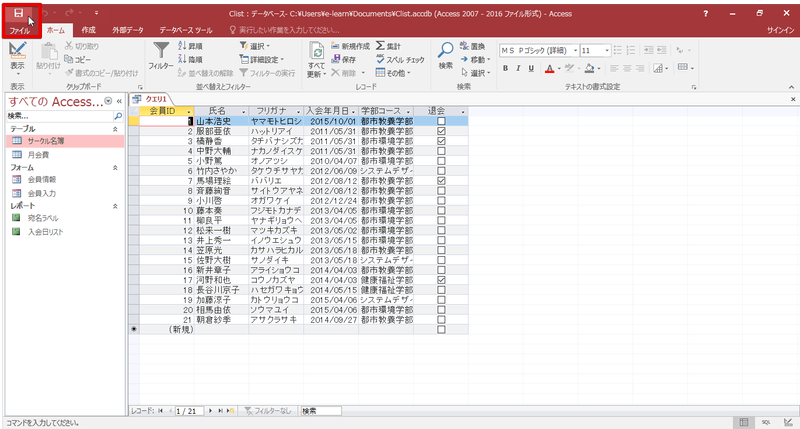 Clist : データベース- C:¥Users¥e-learn¥Documents¥Clist.accdb (Access 2007 - 2016 ファイル形式) - Access
サインイン
ファイル ホーム 作成 外部データ データベース ツール 実行したい作業を入力してください。
表示 貼り付け 切り取り コピー 書式のコピー/貼り付け
フィルター 昇順 降順 並べ替えの解除 選択 詳細設定 フィルターの実行
すべて更新 新規作成 保存 削除 集計 スペル チェック その他
検索 置換 移動 選択
ＭＳ Ｐゴシック (詳細) 11
B I U A
表示 クリップボード 並べ替えとフィルター レコード 検索 テキストの書式設定
すべての Access...
検索...
テーブル
サークル名簿
月会費
フォーム
会員情報
会員入力
レポート
宛名ラベル
入会日リスト
クエリ1
会員ID 氏名 フリガナ 入会年月日 学部コース 退会
1 山本浩史 ヤマモトヒロシ 2015/10/01 都市教養学部
2 服部亜依 ハットリアイ 2011/05/31 都市教養学部
3 橘静香 タチバナシズカ 2011/05/31 都市環境学部
4 中野大輔 ナカノダイスケ 2011/05/31 都市教養学部
5 小野篤 オノアツシ 2010/04/07 都市環境学部
6 竹内さやか タケウチサヤカ 2012/06/09 システムデザイ
7 馬場理絵 ババリエ 2012/08/12 都市教養学部
8 斉藤絢音 サイトウアヤネ 2012/08/12 都市教養学部
9 小川啓 オガワケイ 2012/12/24 都市教養学部
10 藤本奏 フジモトカナデ 2013/04/05 都市教養学部
11 柳良平 ヤナギリョウヘ 2013/04/05 都市環境学部
12 松来一樹 マツキカズキ 2013/05/02 都市教養学部
13 井上秀一 イノウエシュウ 2013/05/15 都市環境学部
14 笠原光 カサハラヒカル 2013/05/18 都市教養学部
15 佐野大樹 サノダイキ 2013/05/18 システムデザイ
16 新井章子 アライショウコ 2014/04/03 都市教養学部
17 河野和也 コウノカズヤ 2014/04/03 健康福祉学部
18 長谷川京子 ハセガワキョウ 2014/05/15 健康福祉学部
19 加藤涼子 カトウリョウコ 2015/04/06 システムデザイ
20 相馬由依 ソウマユイ 2015/04/06 都市教養学部
21 朝倉紗季 アサクラサキ 2014/09/27 都市教養学部
(新規)
レコード: 1 / 21 フィルターなし 検索
コマンドを入力してください。
SQL